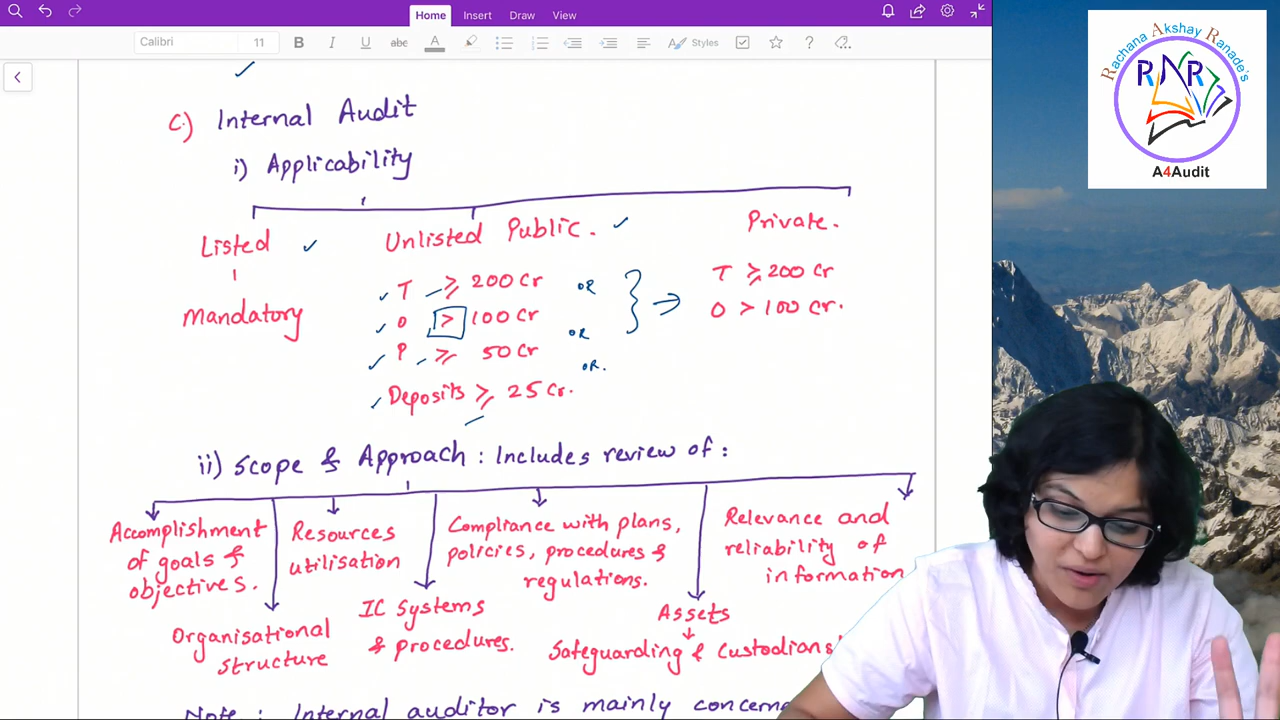 Home Insert Draw View
Calibri 11 B I U abc A Styles ?
Rachana Akshay Ranade's
RAR
A4Audit
c) Internal Audit
i) Applicability
Listed Unlisted Public. Private.
Mandatory
T ≥ 200 Cr OR
O > 100 Cr OR
P ≥ 50 Cr OR.
Deposits ≥ 25 Cr.
T ≥ 200 Cr
O > 100 Cr.
ii) Scope & Approach : Includes review of :
Accomplishment
of goals &
objectives.
Organisational
structure
Resources
utilisation
IC Systems
& procedures.
Compliance with plans,
policies, procedures &
regulations.
Assets
Safeguarding &
Relevance and
reliability of
information
Note : Internal auditor is mainly